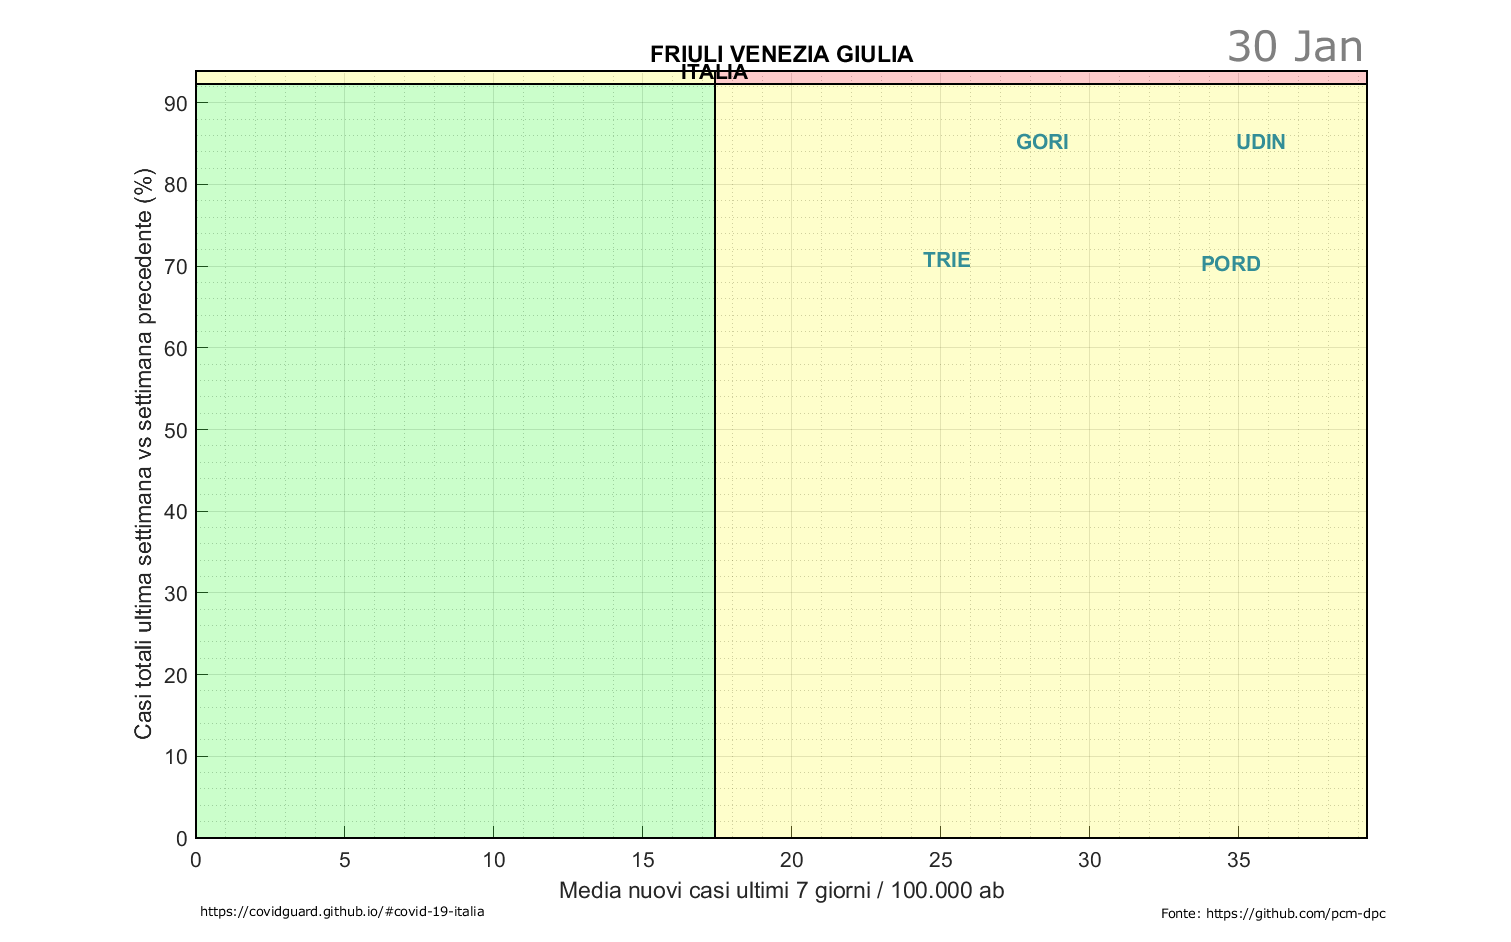 30 Jan
FRIULI VENEZIA GIULIA
ITALIA
Casi totali ultima settimana vs settimana precedente (%)
90
80
70
60
50
40
30
20
10
0
GORI
UDIN
TRIE
PORD
0 5 10 15 20 25 30 35
Media nuovi casi ultimi 7 giorni / 100.000 ab
https://covidguard.github.io/#covid-19-italia
Fonte: https://github.com/pcm-dpc